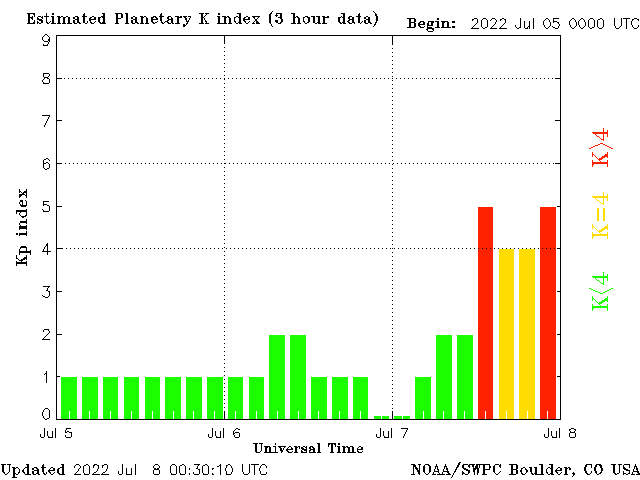 Estimated Planetary K index (3 hour data) Begin: 2022 Jul 05 0000 UTC
9
8
7
6
5
4
3
2
1
0
Kp index
K>4
K=4
K<4
Jul 5 Jul 6 Jul 7 Jul 8
Universal Time
Updated 2022 Jul 8 00:30:10 UTC NOAA/SWPC Boulder, CO USA